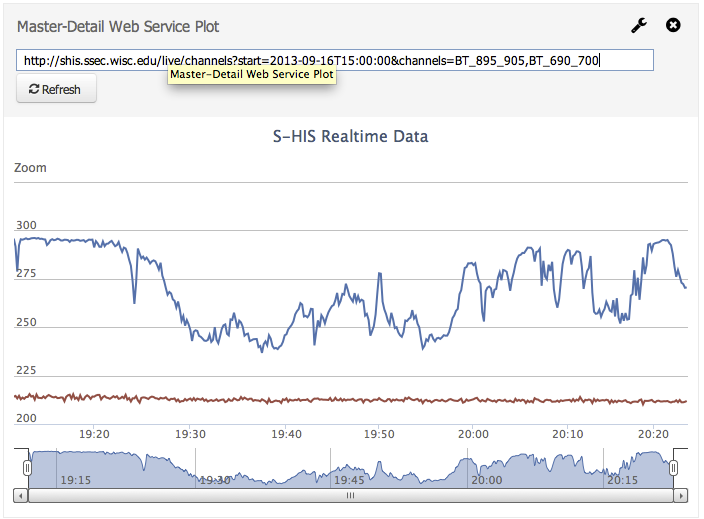 Master-Detail Web Service Plot
http://shis.ssec.wisc.edu/live/channels?start=2013-09-16T15:00:00&channels=BT_895_905,BT_690_700
Master-Detail Web Service Plot
Refresh
S-HIS Realtime Data
Zoom
300
275
250
225
200
19:20 19:30 19:40 19:50 20:00 20:10 20:20
19:15 19:30 19:45 20:00 20:15